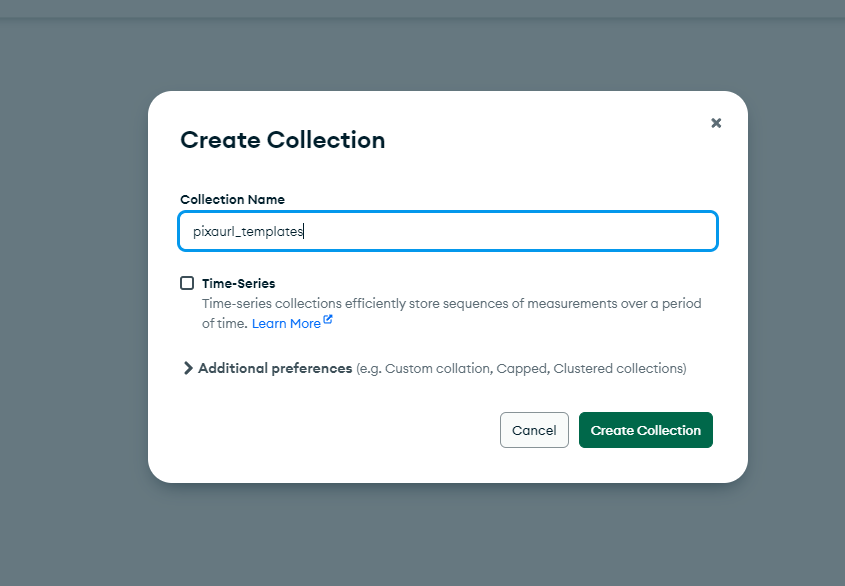 Create Collection
Collection Name
pixaurl_templates
Time-Series
Time-series collections efficiently store sequences of measurements over a period
of time. Learn More
Additional preferences (e.g. Custom collation, Capped, Clustered collections)
Cancel
Create Collection